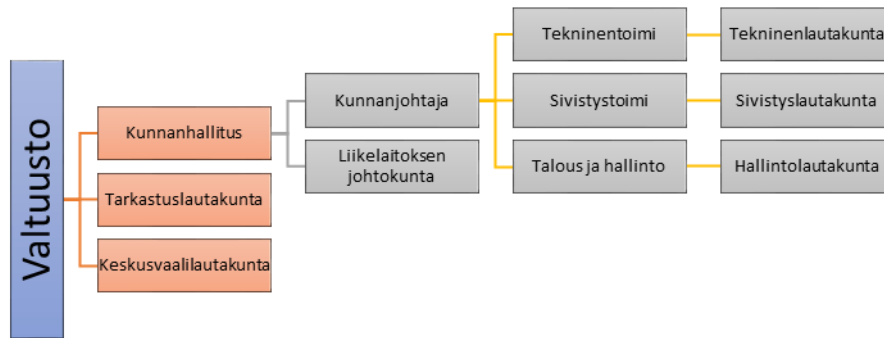 Valtuusto
Kunnanhallitus
Tarkastuslautakunta
Keskusvaalilautakunta
Kunnanjohtaja
Liikelaitoksen
johtokunta
Tekninentoimi
Sivistystoimi
Talous ja hallinto
Tekninenlautakunta
Sivistyslautakunta
Hallintolautakunta